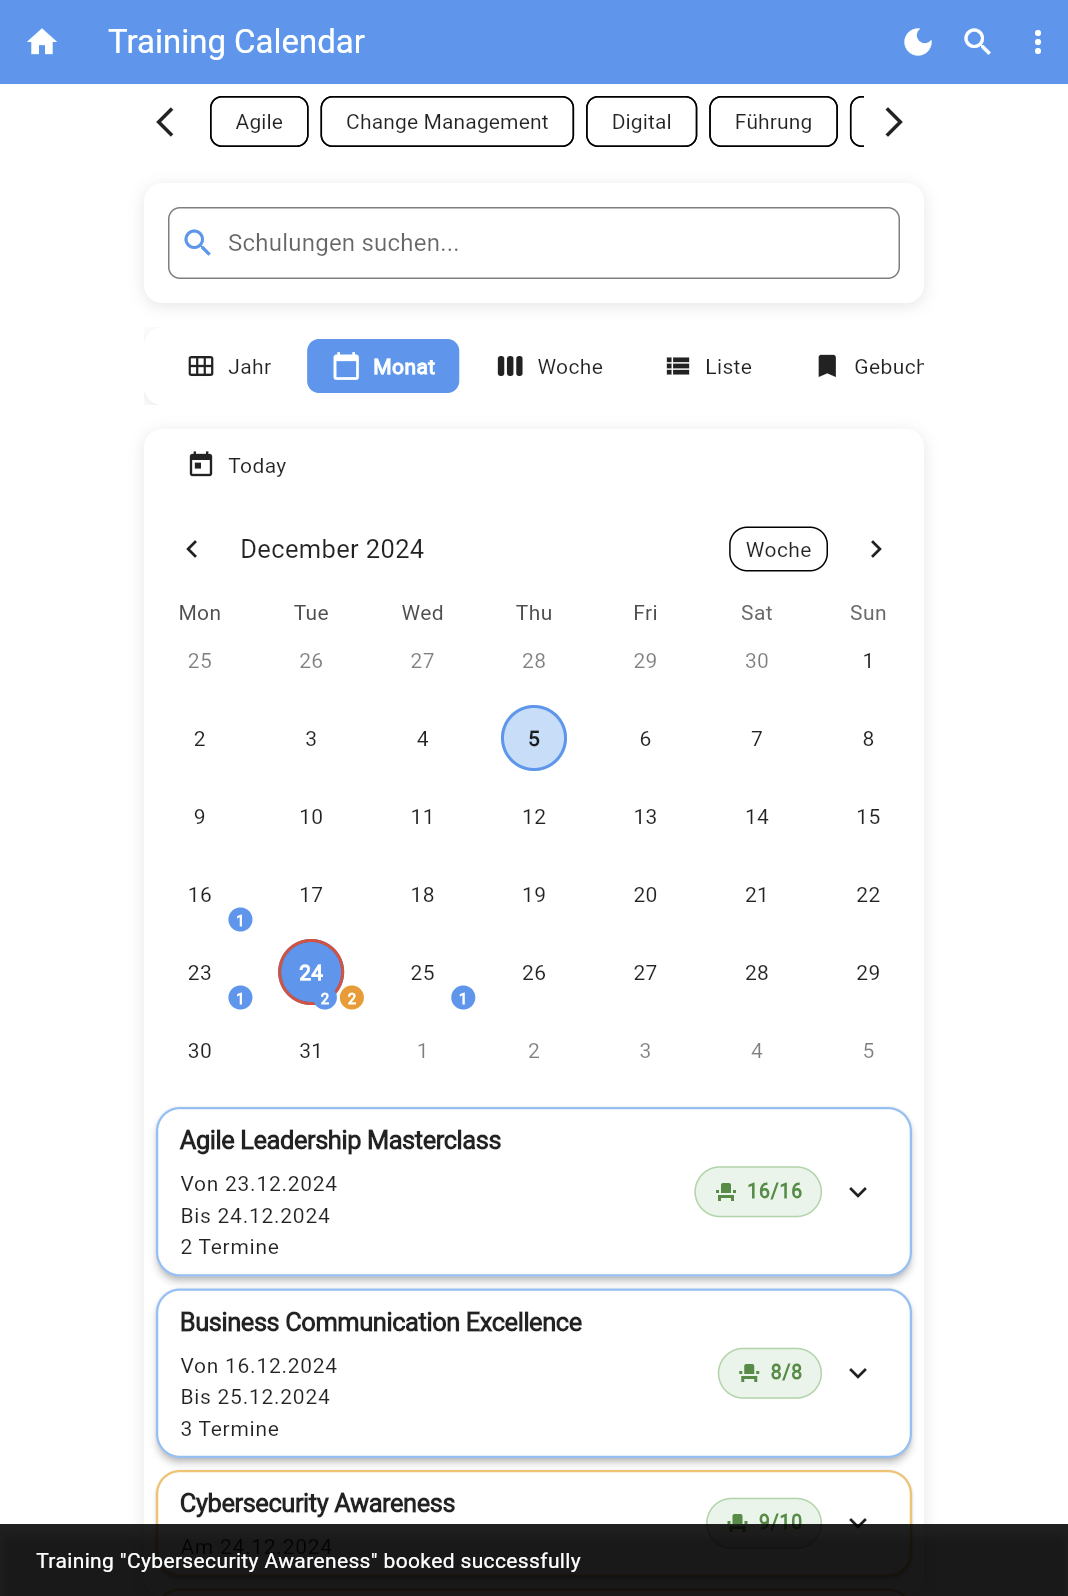 Training Calendar
Agile Change Management Digital Führung
Schulungen suchen...
Jahr Monat Woche Liste Gebuch
Today
December 2024 Woche
Mon Tue Wed Thu Fri Sat Sun
25 26 27 28 29 30 1
2 3 4 5 6 7 8
9 10 11 12 13 14 15
16 17 18 19 20 21 22
1
23 24 25 26 27 28 29
1 2 2 1
30 31 1 2 3 4 5
Agile Leadership Masterclass
Von 23.12.2024
16/16
Bis 24.12.2024
2 Termine
Business Communication Excellence
Von 16.12.2024
8/8
Bis 25.12.2024
3 Termine
Cybersecurity Awareness
9/10
Am 24.12.2024
Training "Cybersecurity Awareness" booked successfully